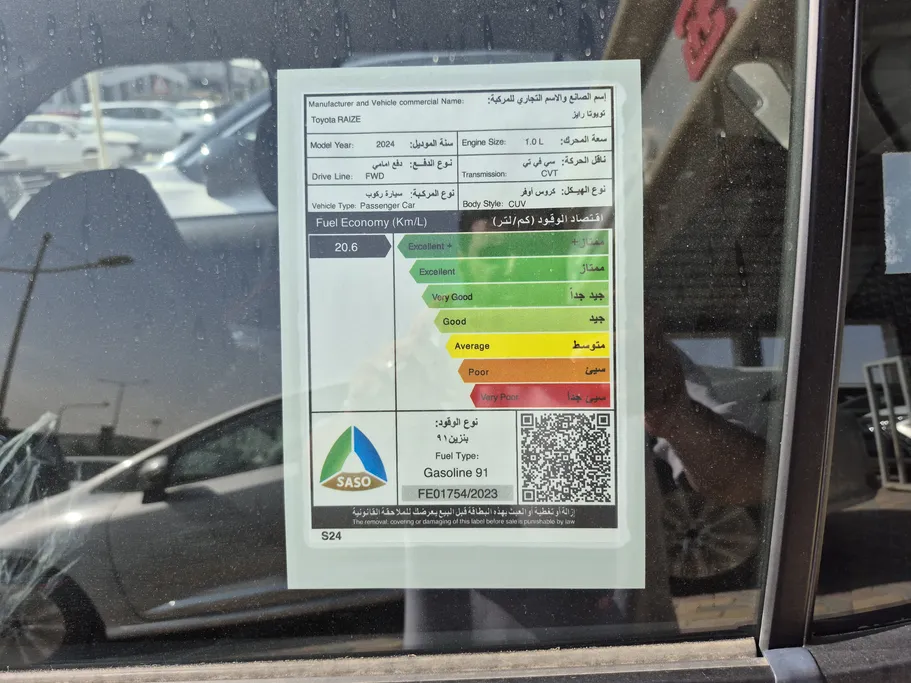 Manufacturer and Vehicle commercial Name: إسم الصانع والاسم التجاري للمركبة:
Toyota RAIZE تويوتا رايز
Model Year: 2024 سنة الموديل:
Engine Size: 1.0 L سعة المحرك:
نوع الدفع: دفع امامي
Drive Line: FWD
ناقل الحركة: سي في تي
Transmission: CVT
نوع المركبة: سيارة ركوب
Vehicle Type: Passenger Car
نوع الهيكل: كروس أوفر
Body Style: CUV
Fuel Economy (Km/L) اقتصاد الوقود (كم/لتر)
20.6
Excellent + ممتاز+
Excellent ممتاز
Very Good جيد جداً
Good جيد
Average متوسط
Poor سيئ
Very Poor سيئ جداً
SASO
نوع الوقود:
بنزين ٩١
Fuel Type:
Gasoline 91
FE01754/2023
إزالة أو تغطية أو العبث بهذه البطاقة قبل البيع يعرضك للملاحقة القانونية
The removal, covering or damaging of this label before sale is punishable by law
S24